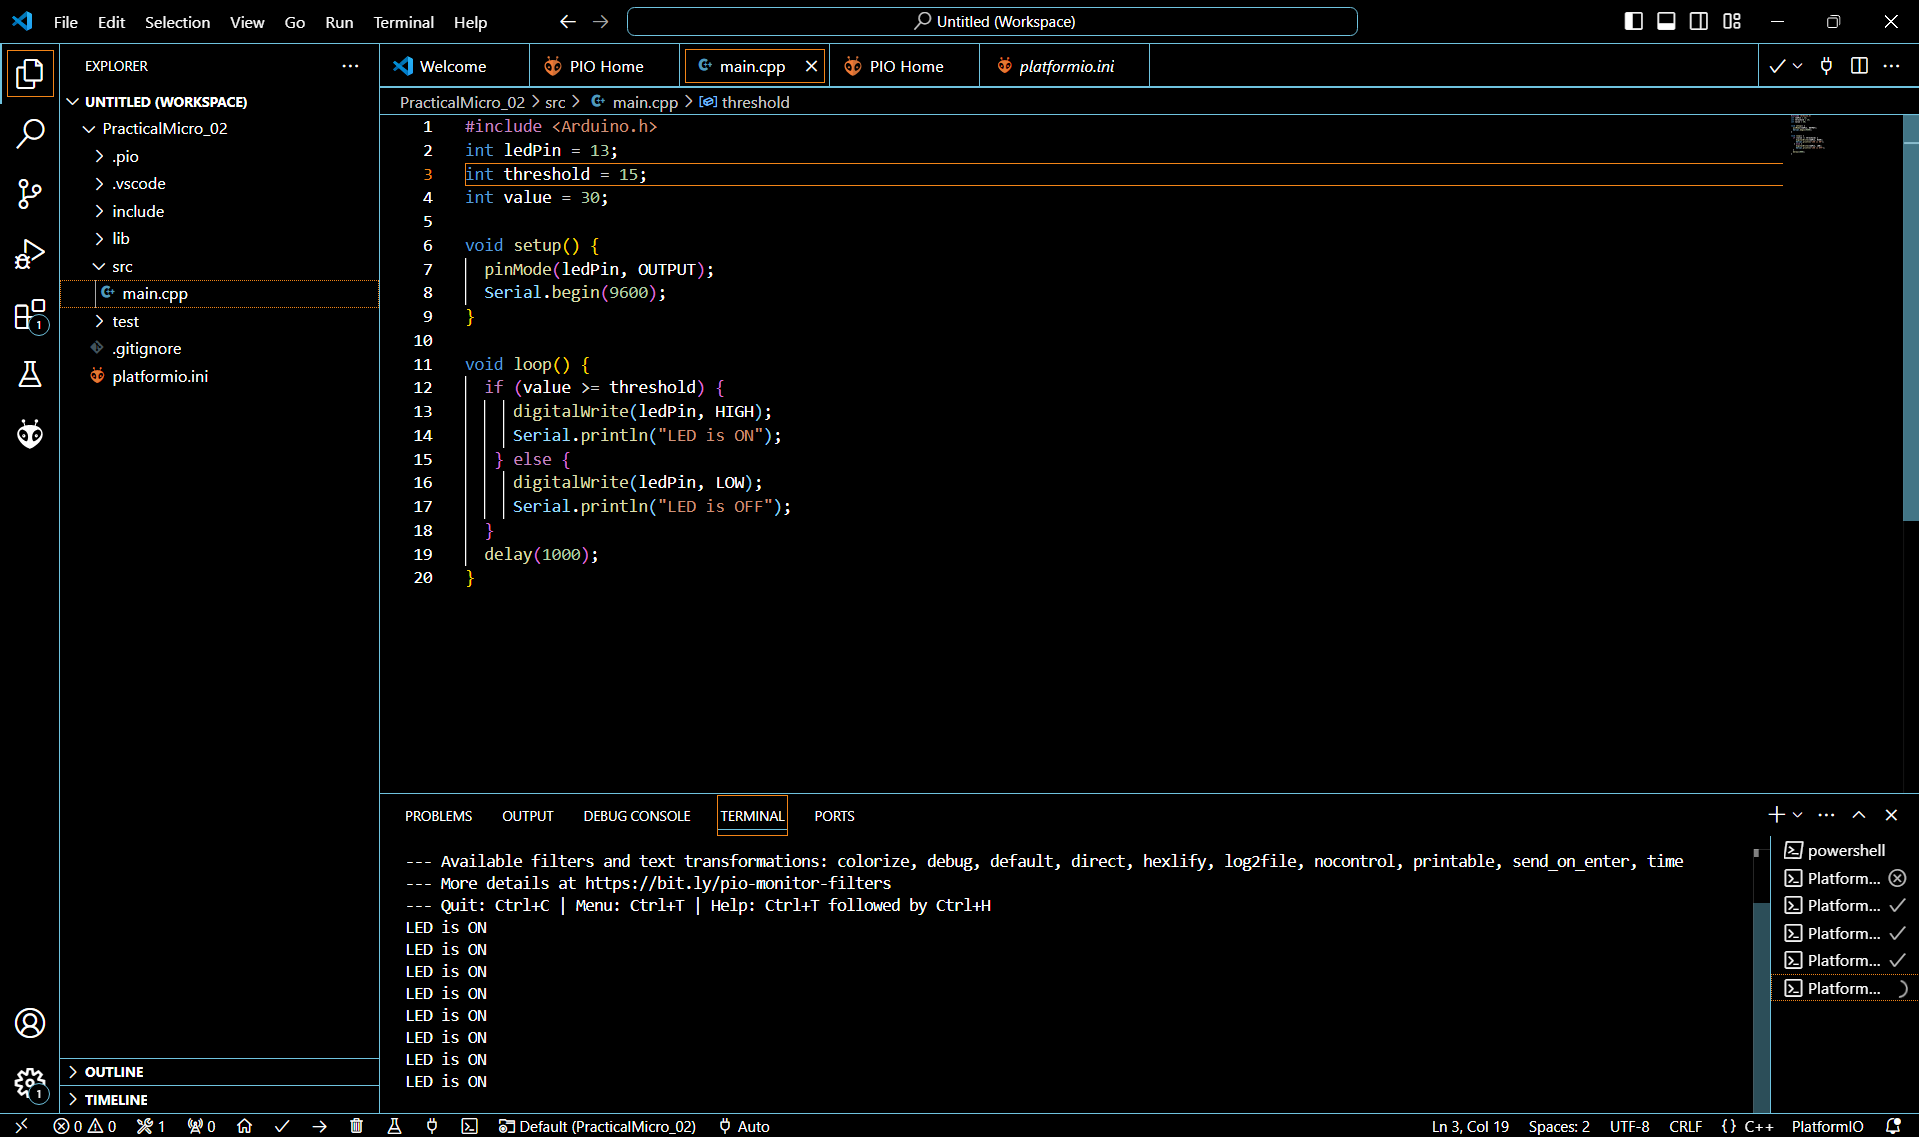 File Edit Selection View Go Run Terminal Help
Untitled (Workspace)
EXPLORER
UNTITLED (WORKSPACE)
PracticalMicro_02
.pio
.vscode
include
lib
src
main.cpp
test
.gitignore
platformio.ini
OUTLINE
TIMELINE
1
1
Welcome PIO Home main.cpp PIO Home platformio.ini
PracticalMicro_02 > src > main.cpp > threshold
1 #include <Arduino.h>
2 int ledPin = 13;
3 int threshold = 15;
4 int value = 30;
5
6 void setup() {
7 pinMode(ledPin, OUTPUT);
8 Serial.begin(9600);
9 }
10
11 void loop() {
12 if (value >= threshold) {
13 digitalWrite(ledPin, HIGH);
14 Serial.println("LED is ON");
15 } else {
16 digitalWrite(ledPin, LOW);
17 Serial.println("LED is OFF");
18 }
19 delay(1000);
20 }
PROBLEMS OUTPUT DEBUG CONSOLE TERMINAL PORTS
--- Available filters and text transformations: colorize, debug, default, direct, hexlify, log2file, nocontrol, printable, send_on_enter, time
--- More details at https://bit.ly/pio-monitor-filters
--- Quit: Ctrl+C | Menu: Ctrl+T | Help: Ctrl+T followed by Ctrl+H
LED is ON
LED is ON
LED is ON
LED is ON
LED is ON
LED is ON
LED is ON
LED is ON
powershell
Platform...
Platform...
Platform...
Platform...
Platform...
0 0 1 0 Default (PracticalMicro_02) Auto Ln 3, Col 19 Spaces: 2 UTF-8 CRLF {} C++ PlatformIO